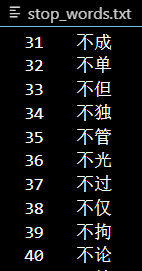 stop_words.txt
31 不成
32 不单
33 不但
34 不独
35 不管
36 不光
37 不过
38 不仅
39 不拘
40 不论